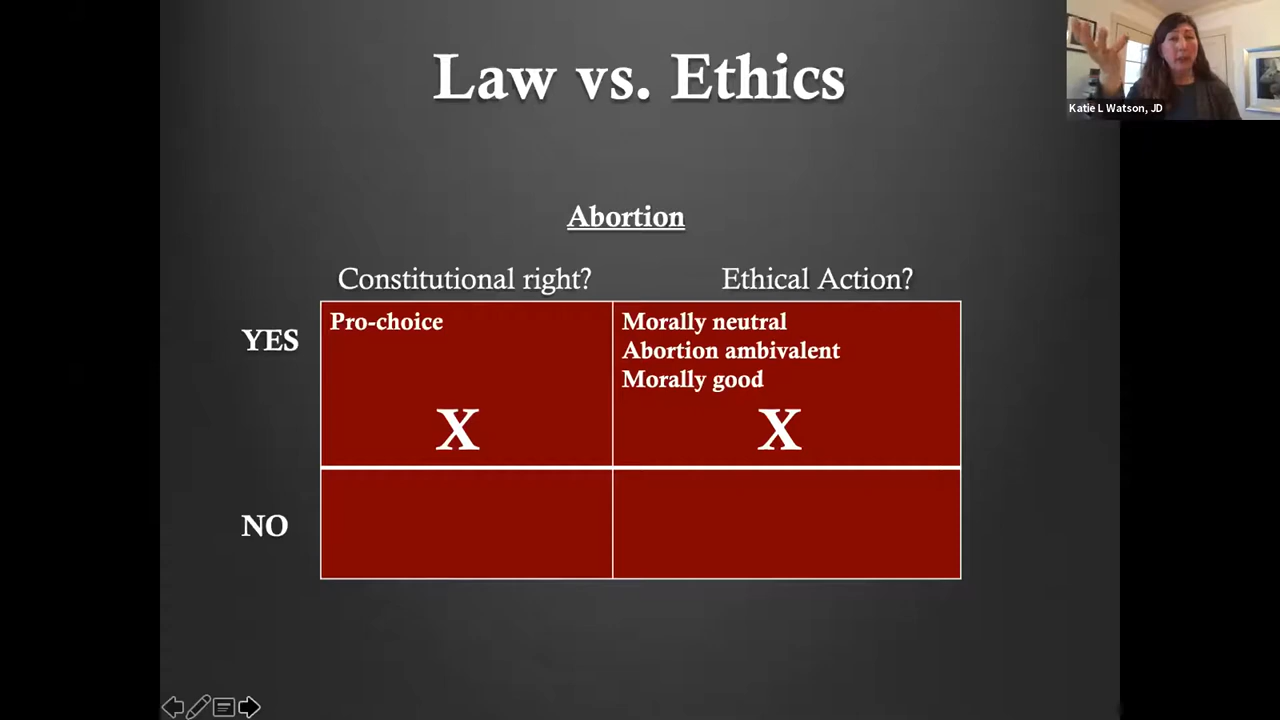 Law vs. Ethics
Katie L Watson, JD
Abortion
Constitutional right?
Ethical Action?
YES
Pro-choice
X
Morally neutral
Abortion ambivalent
Morally good
X
NO